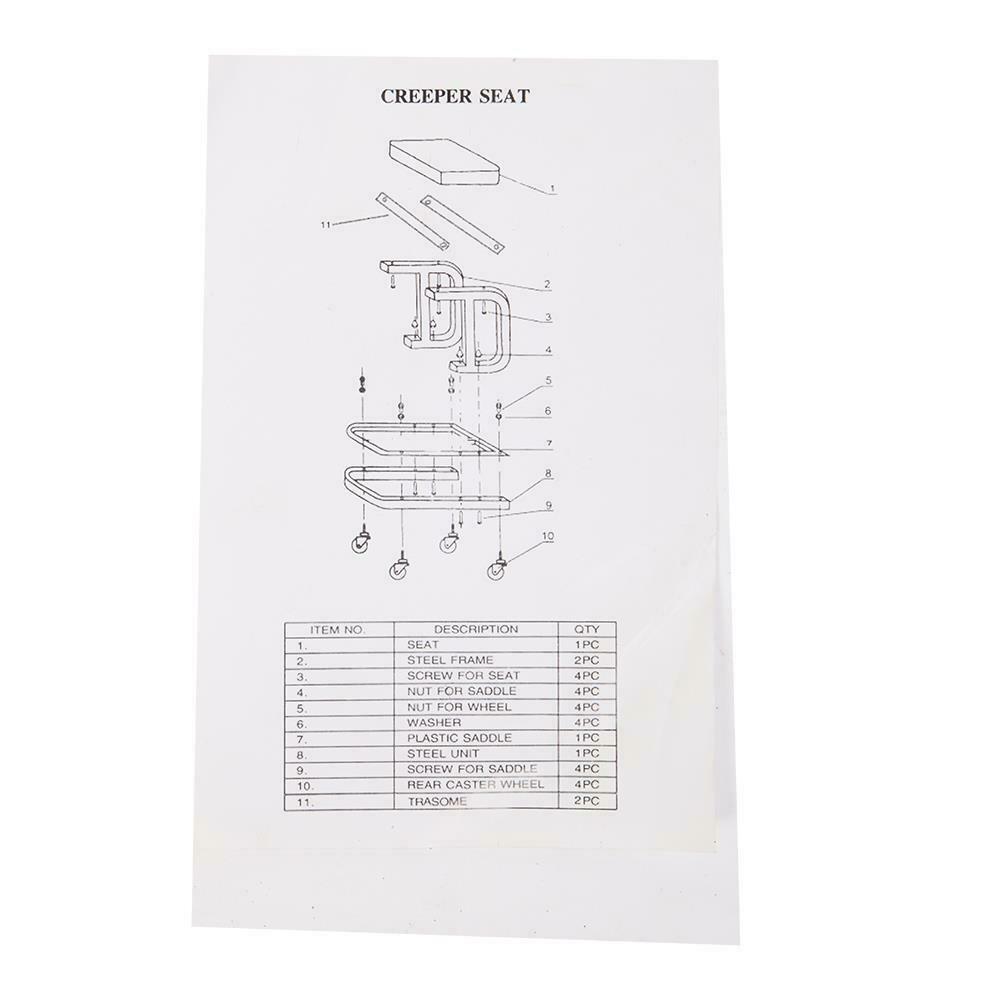 CREEPER SEAT
1
11
2
3
4
5
6
7
8
9
10
ITEM NO. DESCRIPTION QTY
1. SEAT 1PC
2. STEEL FRAME 2PC
3. SCREW FOR SEAT 4PC
4. NUT FOR SADDLE 4PC
5. NUT FOR WHEEL 4PC
6. WASHER 4PC
7. PLASTIC SADDLE 1PC
8. STEEL UNIT 1PC
9. SCREW FOR SADDLE 4PC
10. REAR CASTER WHEEL 4PC
11. TRASOME 2PC